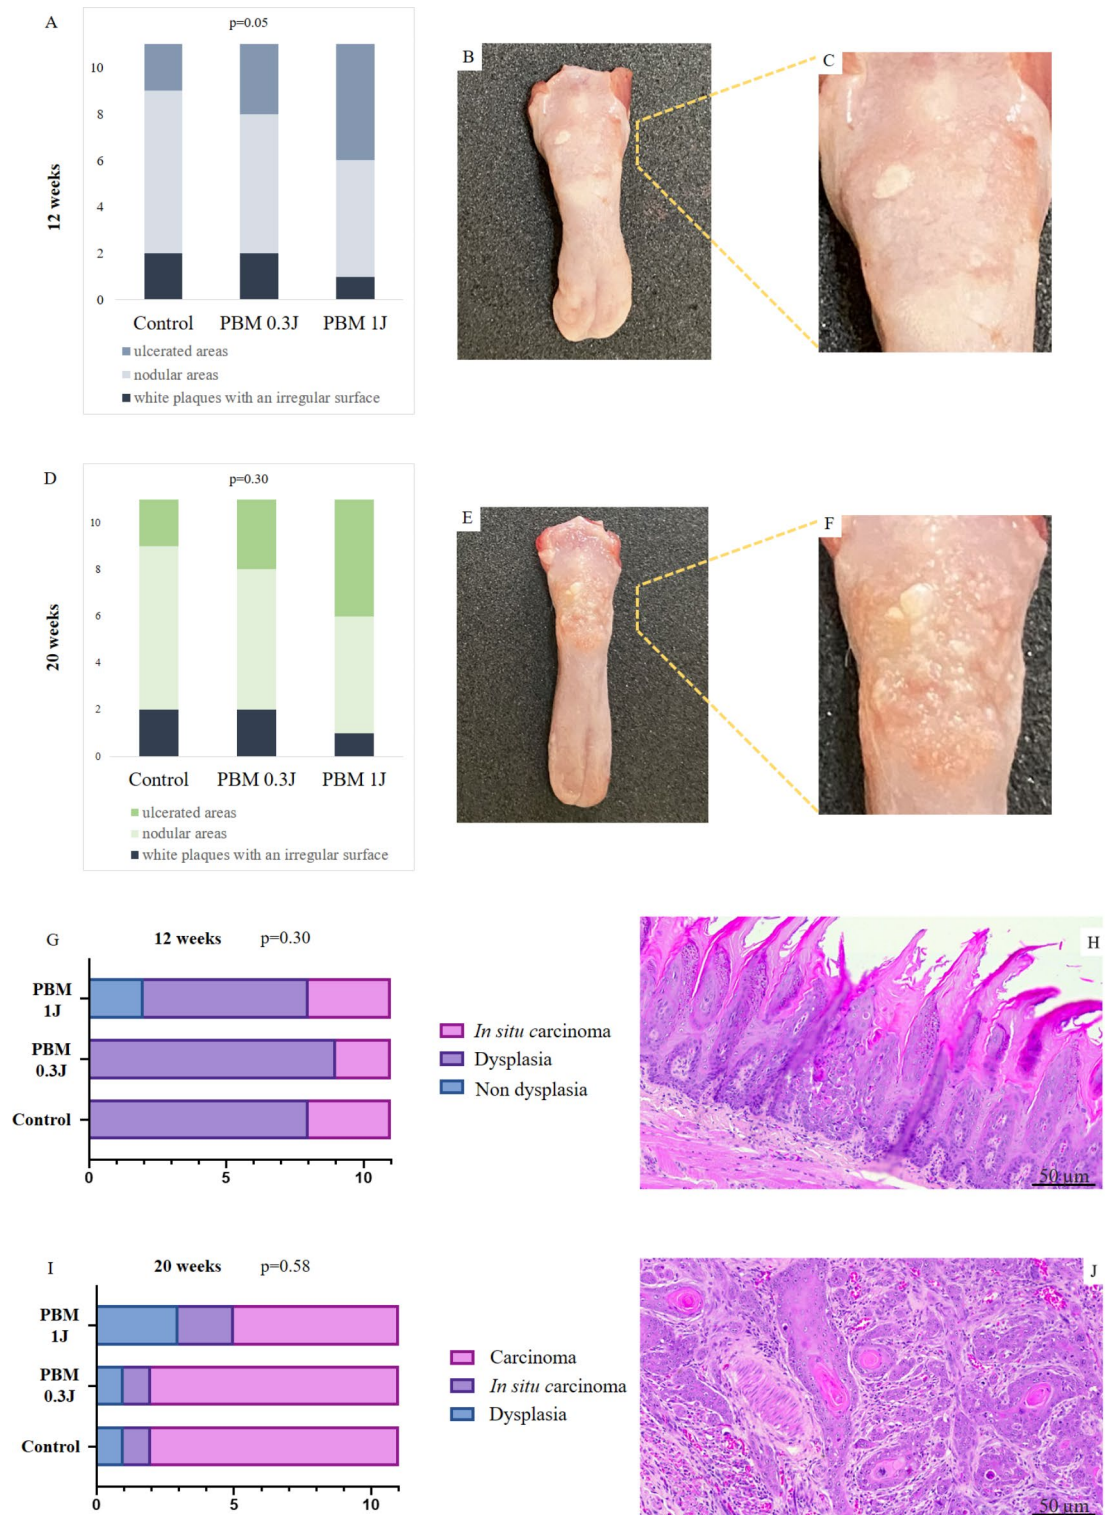 A
p=0.05
12 weeks
10
8
6
4
2
0
Control PBM 0.3J PBM 1J
ulcerated areas
nodular areas
white plaques with an irregular surface
B
C
D
p=0.30
20 weeks
10
8
6
4
2
0
Control PBM 0.3J PBM 1J
ulcerated areas
nodular areas
white plaques with an irregular surface
E
F
G
12 weeks p=0.30
PBM
1J
PBM
0.3J
Control
0 5 10
In situ carcinoma
Dysplasia
Non dysplasia
H
50 μm
I
20 weeks p=0.58
PBM
1J
PBM
0.3J
Control
0 5 10
Carcinoma
In situ carcinoma
Dysplasia
J
50 μm